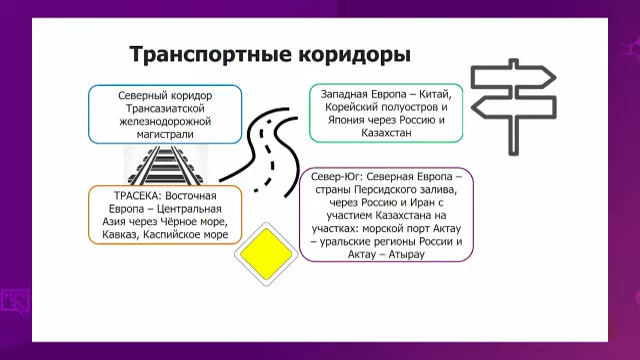 Транспортные коридоры
Северный коридор
Трансазиатской
железнодорожной
магистрали
Западная Европа – Китай,
Корейский полуостров и
Япония через Россию и
Казахстан
ТРАСЕКА: Восточная
Европа – Центральная
Азия через Чёрное море,
Кавказ, Каспийское море
Север-Юг: Северная Европа –
страны Персидского залива,
через Россию и Иран с
участием Казахстана на
участках: морской порт Актау
– уральские регионы России и
Актау – Атырау